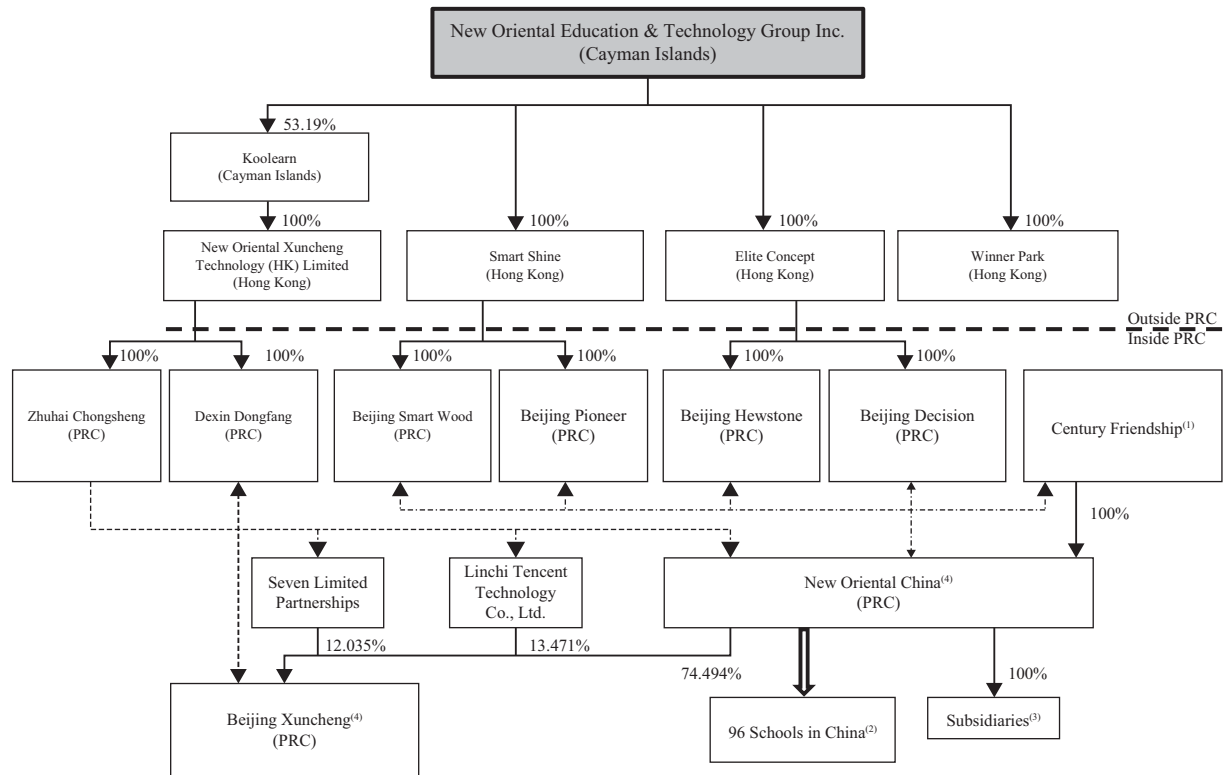 New Oriental Education & Technology Group Inc.
(Cayman Islands)
53.19%
Koolearn
(Cayman Islands)
100%
100%
100%
100%
New Oriental Xuncheng
Technology (HK) Limited
(Hong Kong)
Smart Shine
(Hong Kong)
Elite Concept
(Hong Kong)
Winner Park
(Hong Kong)
Outside PRC
Inside PRC
100%
100%
100%
100%
100%
100%
Zhuhai Chongsheng
(PRC)
Dexin Dongfang
(PRC)
Beijing Smart Wood
(PRC)
Beijing Pioneer
(PRC)
Beijing Hewstone
(PRC)
Beijing Decision
(PRC)
Century Friendship(1)
100%
Seven Limited
Partnerships
Linchi Tencent
Technology
Co., Ltd.
New Oriental China(4)
(PRC)
12.035%
13.471%
74.494%
100%
Beijing Xuncheng(4)
(PRC)
96 Schools in China(2)
Subsidiaries(3)